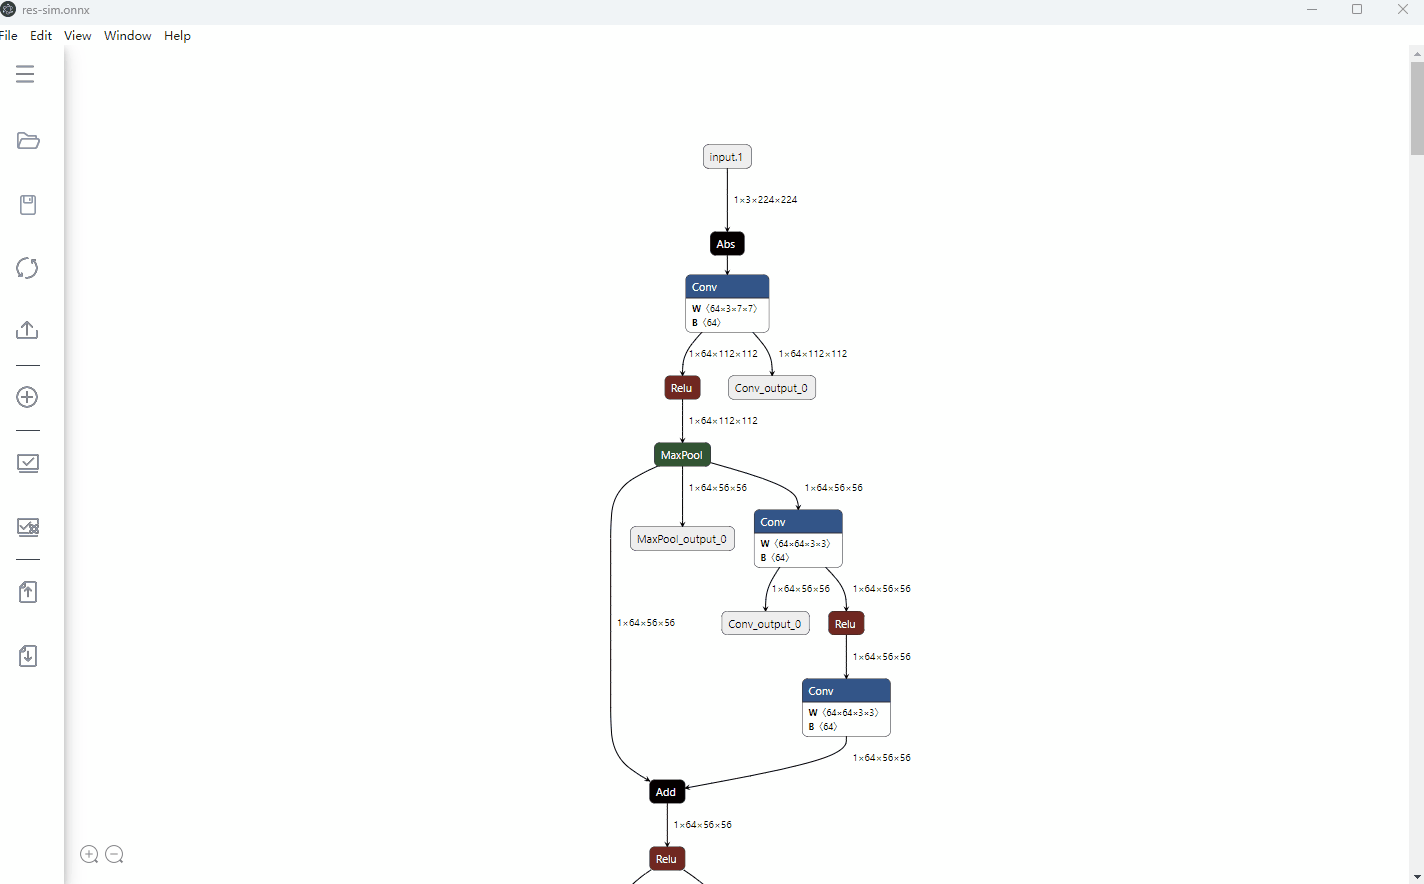 res-sim.onnx
File Edit View Window Help
input.1
1×3×224×224
Abs
Conv
W ⟨64×3×7×7⟩
B ⟨64⟩
1×64×112×112 1×64×112×112
Relu Conv_output_0
1×64×112×112
MaxPool
1×64×56×56 1×64×56×56
Conv
MaxPool_output_0
W ⟨64×64×3×3⟩
B ⟨64⟩
1×64×56×56 1×64×56×56
1×64×56×56
Conv_output_0 Relu
1×64×56×56
Conv
W ⟨64×64×3×3⟩
B ⟨64⟩
1×64×56×56
Add
1×64×56×56
Relu